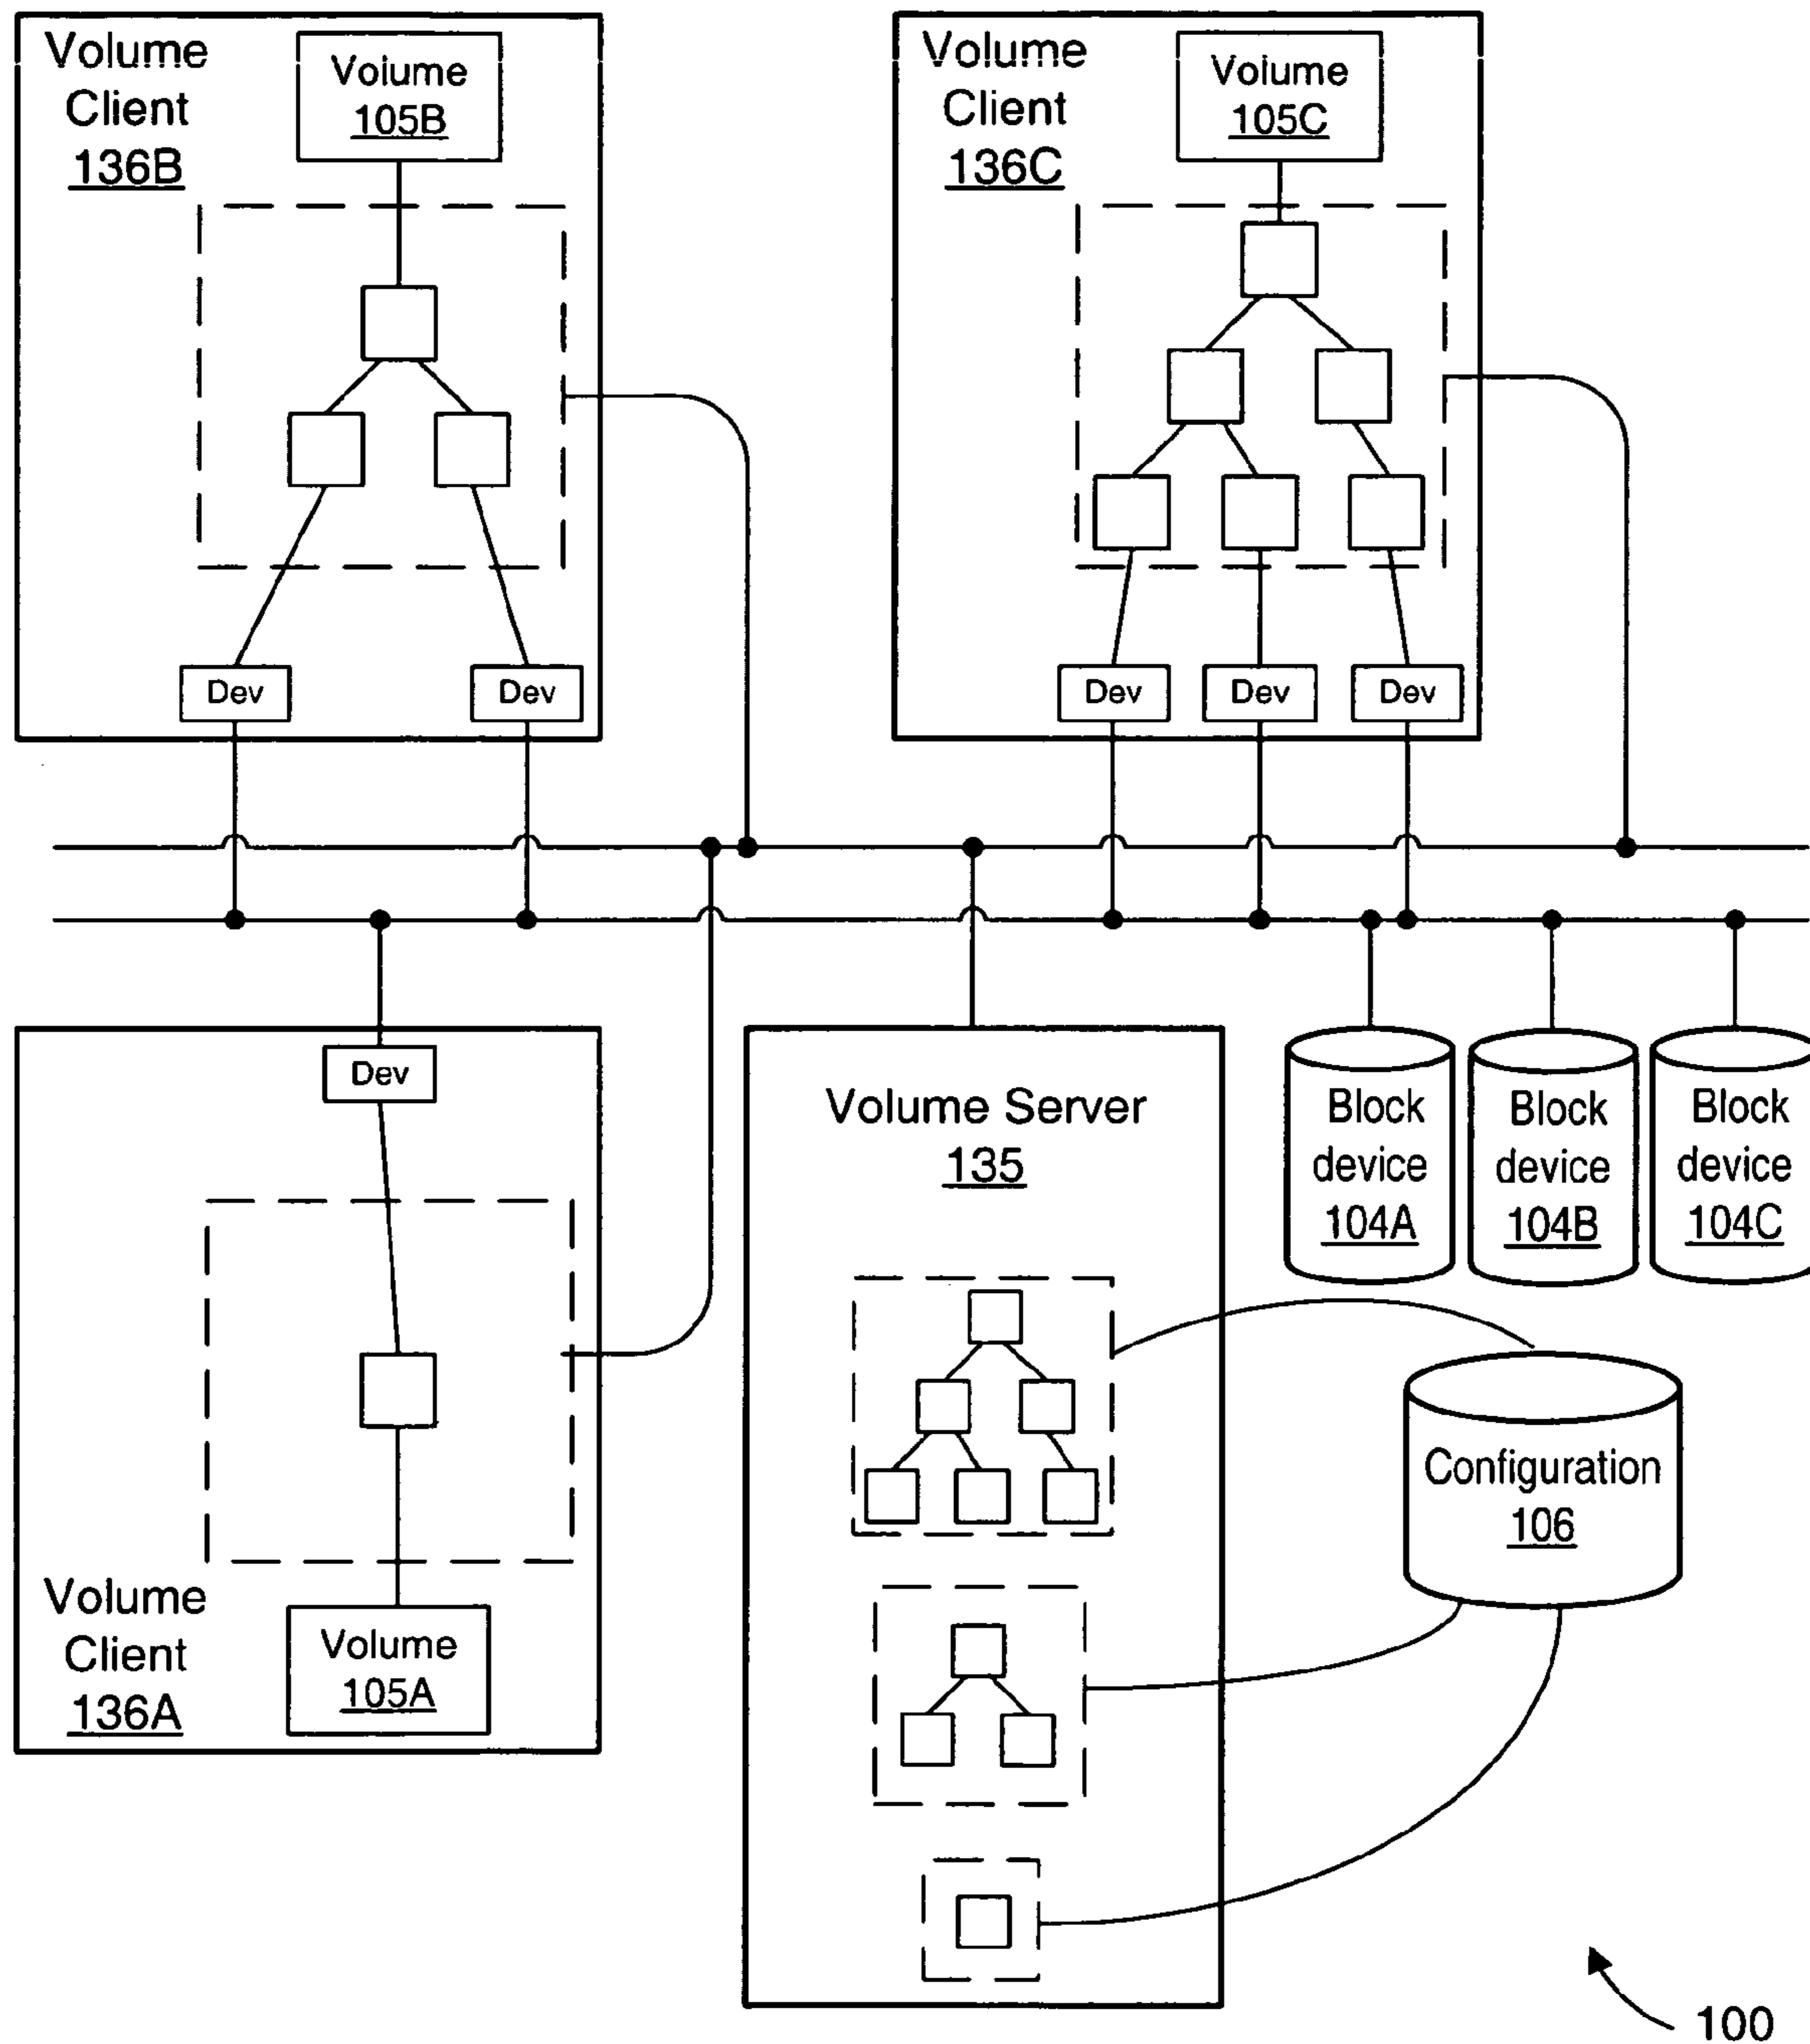 Volume
Client
136B
Volume
105B
Dev
Dev
Volume
Client
136C
Volume
105C
Dev
Dev
Dev
Dev
Volume
Client
136A
Volume
105A
Volume Server
135
Block
device
104A
Block
device
104B
Block
device
104C
Configuration
106
100